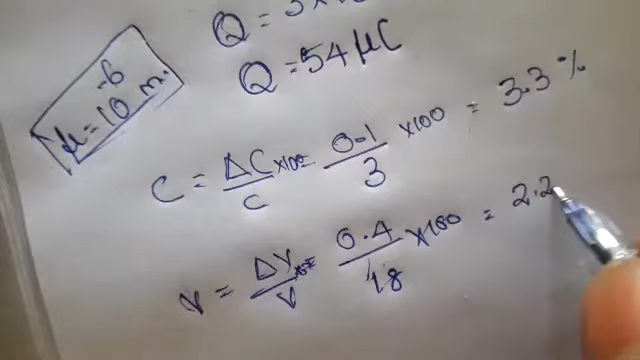 Q = 3×
Q = 54 μC
μ = 10⁻⁶ m.
C = ΔC/C ×100 = 0.1/3 ×100 = 3.3 %
V = ΔV/V ×100 = 0.4/18 ×100 = 2.2